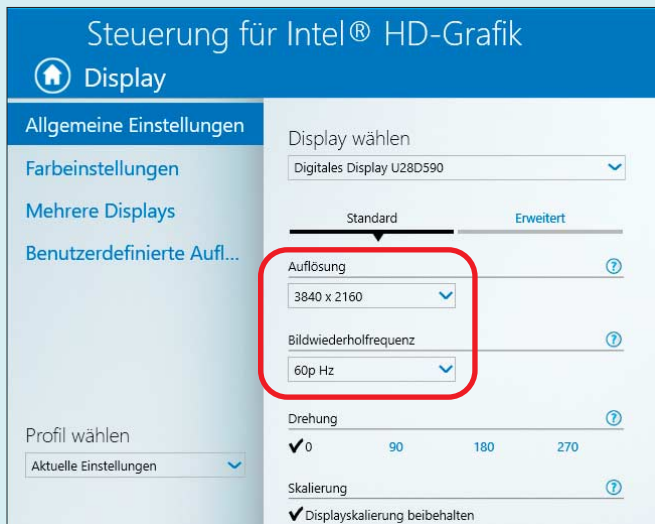 Steuerung für Intel® HD-Grafik
Display
Allgemeine Einstellungen
Farbeinstellungen
Mehrere Displays
Benutzerdefinierte Aufl...
Profil wählen
Aktuelle Einstellungen
Display wählen
Digitales Display U28D590
Standard Erweitert
Auflösung ?
3840 x 2160
Bildwiederholfrequenz ?
60p Hz
Drehung ?
0 90 180 270
Skalierung ?
Displayskalierung beibehalten